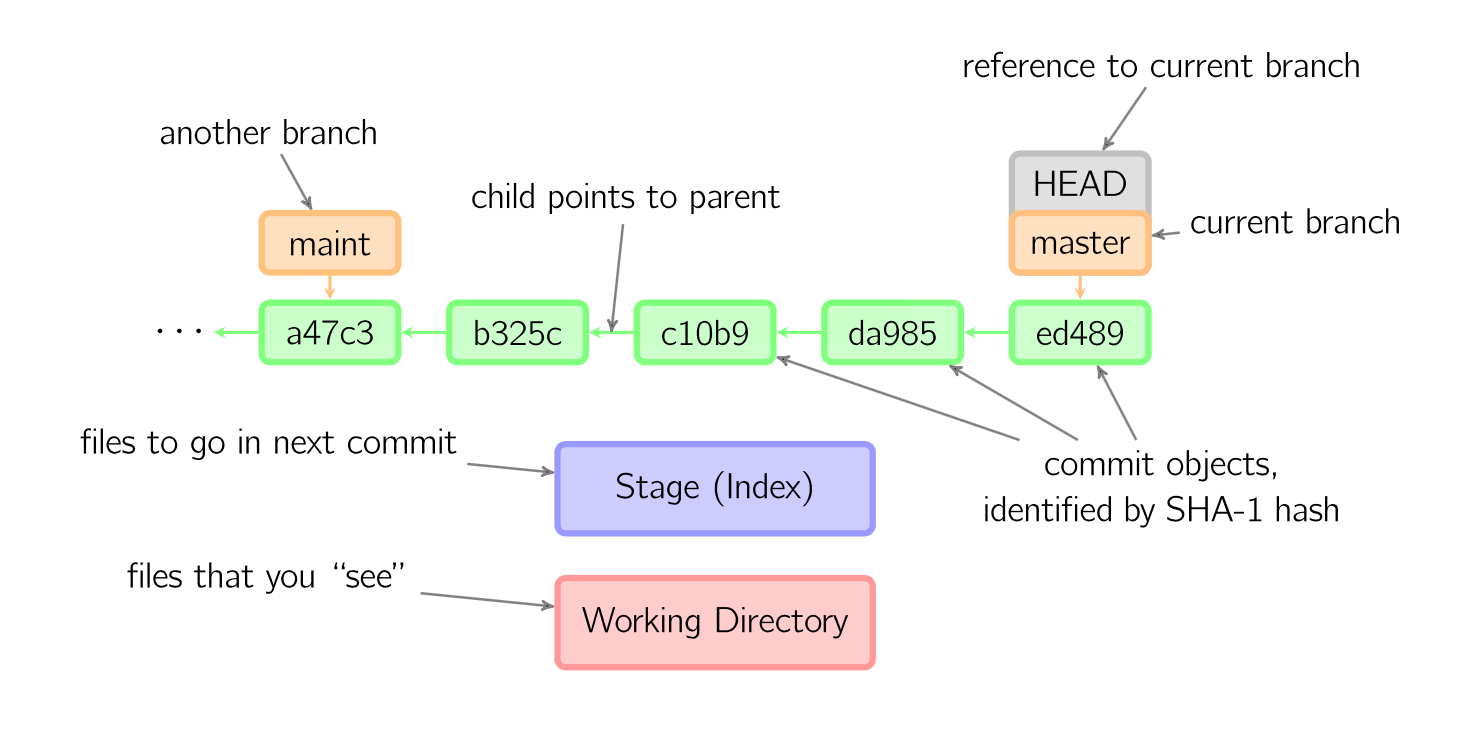 reference to current branch
another branch
HEAD
child points to parent
current branch
maint
master
...
a47c3
b325c
c10b9
da985
ed489
files to go in next commit
Stage (Index)
commit objects,
identified by SHA-1 hash
files that you “see”
Working Directory